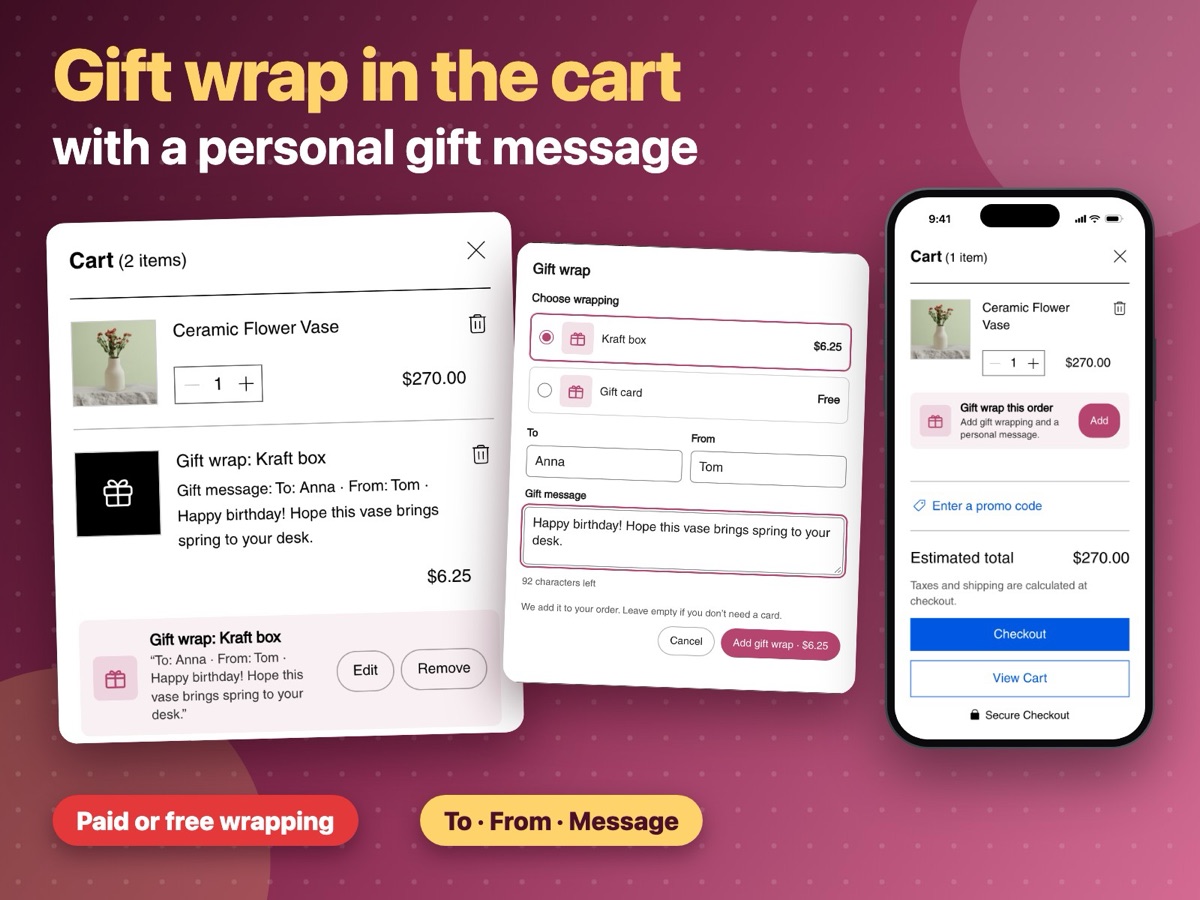 Gift wrap in the cart
with a personal gift message
Cart (2 items)
Ceramic Flower Vase
1
$270.00
Gift wrap: Kraft box
Gift message: To: Anna · From: Tom ·
Happy birthday! Hope this vase brings
spring to your desk.
$6.25
Gift wrap: Kraft box
“To: Anna · From: Tom ·
Happy birthday! Hope this
vase brings spring to your
desk.”
Edit
Remove
Gift wrap
Choose wrapping
Kraft box
$6.25
Gift card
Free
To
From
Anna
Tom
Gift message
Happy birthday! Hope this vase brings spring to your
desk.
92 characters left
We add it to your order. Leave empty if you don’t need a card.
Cancel
Add gift wrap · $6.25
9:41
Cart (1 item)
Ceramic Flower
Vase
1
$270.00
Gift wrap this order
Add gift wrapping and a
personal message.
Add
Enter a promo code
Estimated total
$270.00
Taxes and shipping are calculated at
checkout.
Checkout
View Cart
Secure Checkout
Paid or free wrapping
To · From · Message